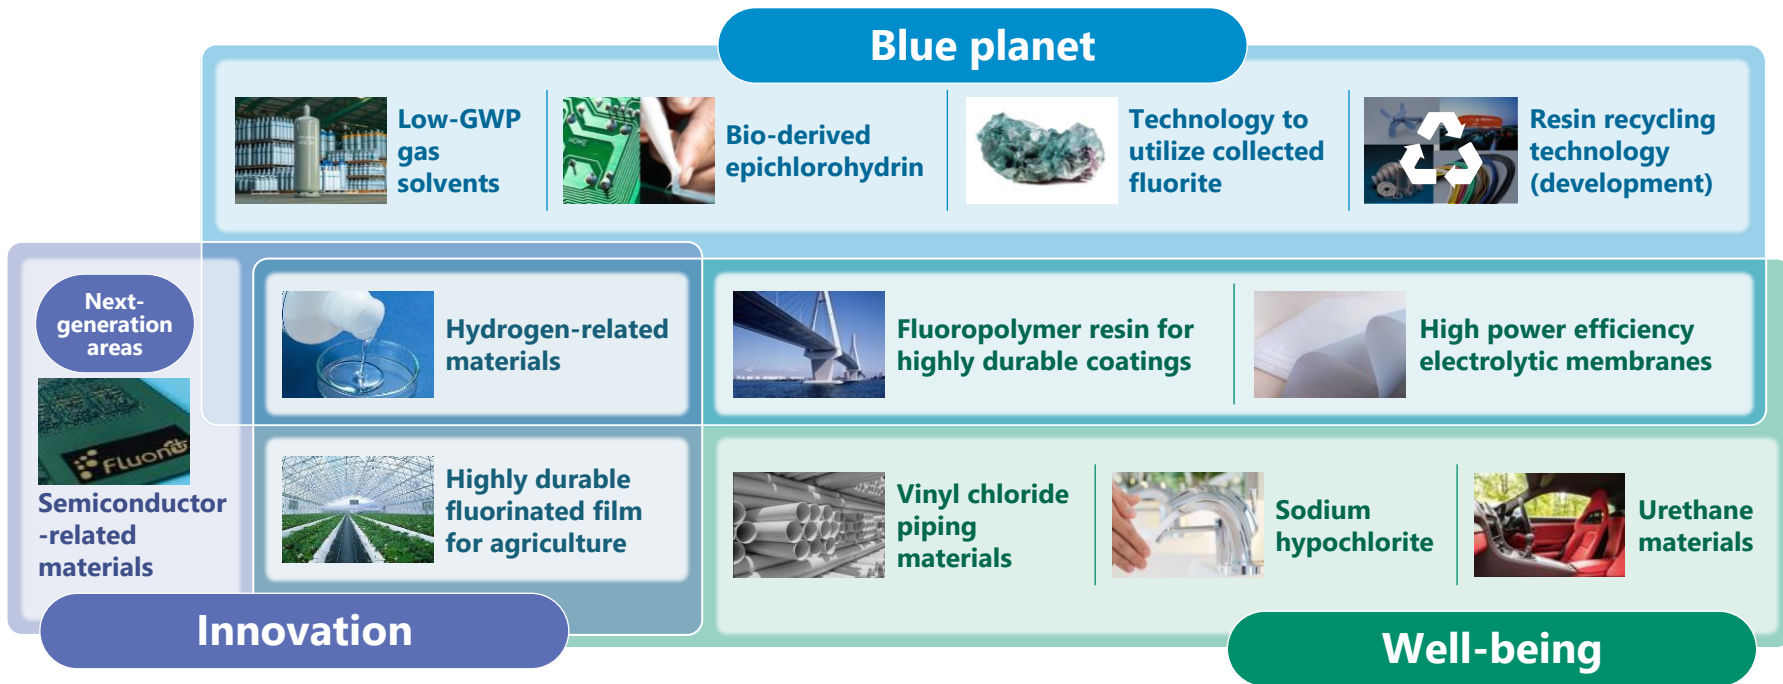 Blue planet
Low-GWP
gas
solvents
Bio-derived
epichlorohydrin
Technology to
utilize collected
fluorite
Resin recycling
technology
(development)
Next-
generation
areas
Fluon
Semiconductor
-related
materials
Hydrogen-related
materials
Fluoropolymer resin for
highly durable coatings
High power efficiency
electrolytic membranes
Highly durable
fluorinated film
for agriculture
Vinyl chloride
piping
materials
Sodium
hypochlorite
Urethane
materials
Innovation
Well-being